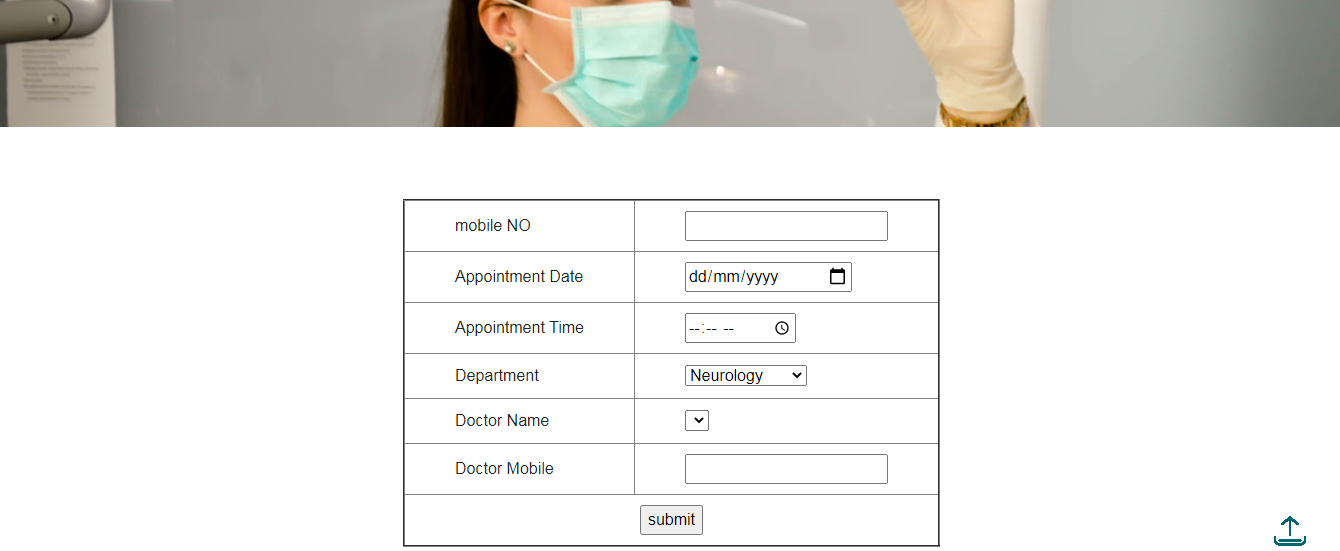 mobile NO
Appointment Date dd/mm/yyyy
Appointment Time --:-- --
Department Neurology
Doctor Name
Doctor Mobile
submit